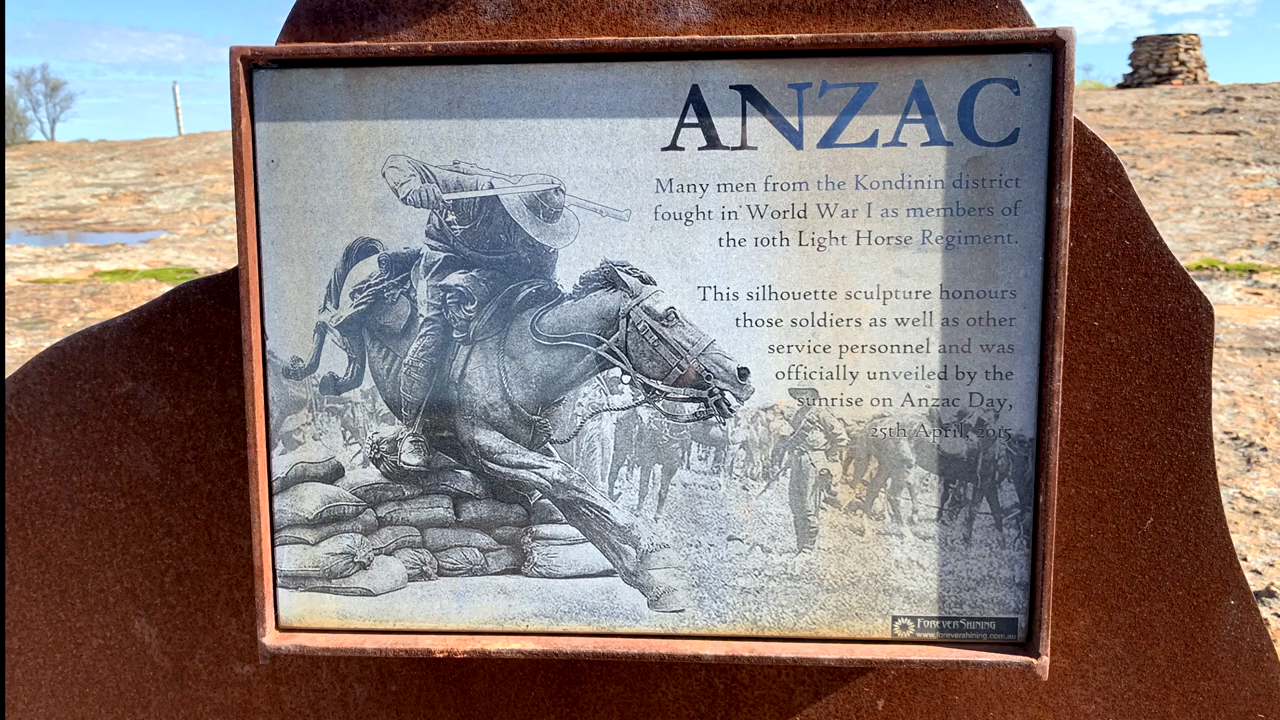 ANZAC
Many men from the Kondinin district
fought in World War I as members of
the 10th Light Horse Regiment.
This silhouette sculpture honours
those soldiers as well as other
service personnel and was
officially unveiled by the
sunrise on Anzac Day,
25th April, 2015
FOREVERSHINING
www.forevershining.com.au